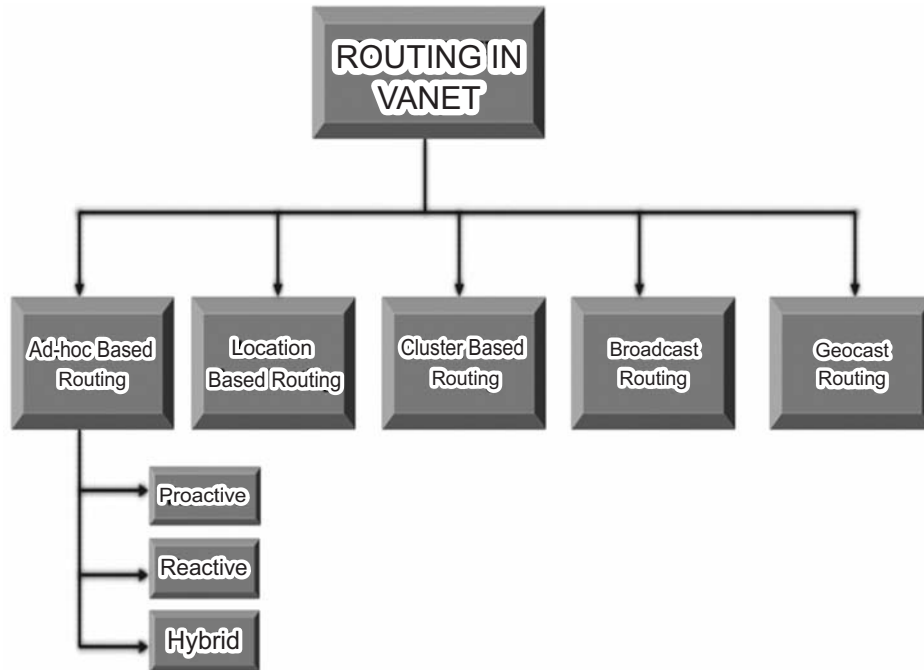 ROUTING IN
VANET
Ad-hoc Based
Routing
Location
Based Routing
Cluster Based
Routing
Broadcast
Routing
Geocast
Routing
Proactive
Reactive
Hybrid